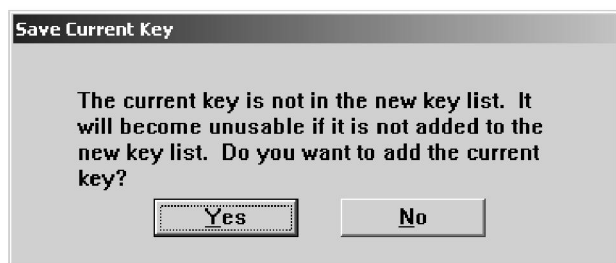 Save Current Key
The current key is not in the new key list.  It
will become unusable if it is not added to the
new key list.  Do you want to add the current
key?
Yes No